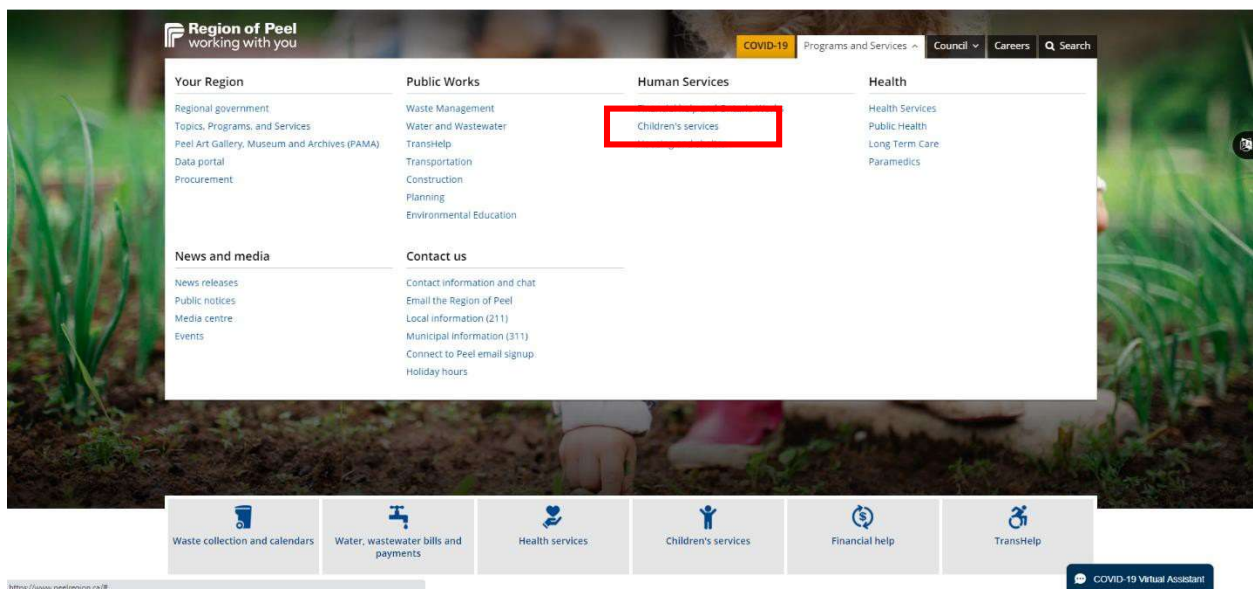 Region of Peel
working with you
COVID-19 Programs and Services Council Careers Search
Your Region
Regional government
Topics, Programs, and Services
Peel Art Gallery, Museum and Archives (PAMA)
Data portal
Procurement
Public Works
Waste Management
Water and Wastewater
TransHelp
Transportation
Construction
Planning
Environmental Education
Human Services
Children's services
Health
Health Services
Public Health
Long Term Care
Paramedics
News and media
News releases
Public notices
Media centre
Events
Contact us
Contact information and chat
Email the Region of Peel
Local information (211)
Municipal information (311)
Connect to Peel email signup
Holiday hours
Waste collection and calendars
Water, wastewater bills and
payments
Health services
Children's services
Financial help
TransHelp
https://www.peelregion.ca/#
COVID-19 Virtual Assistant